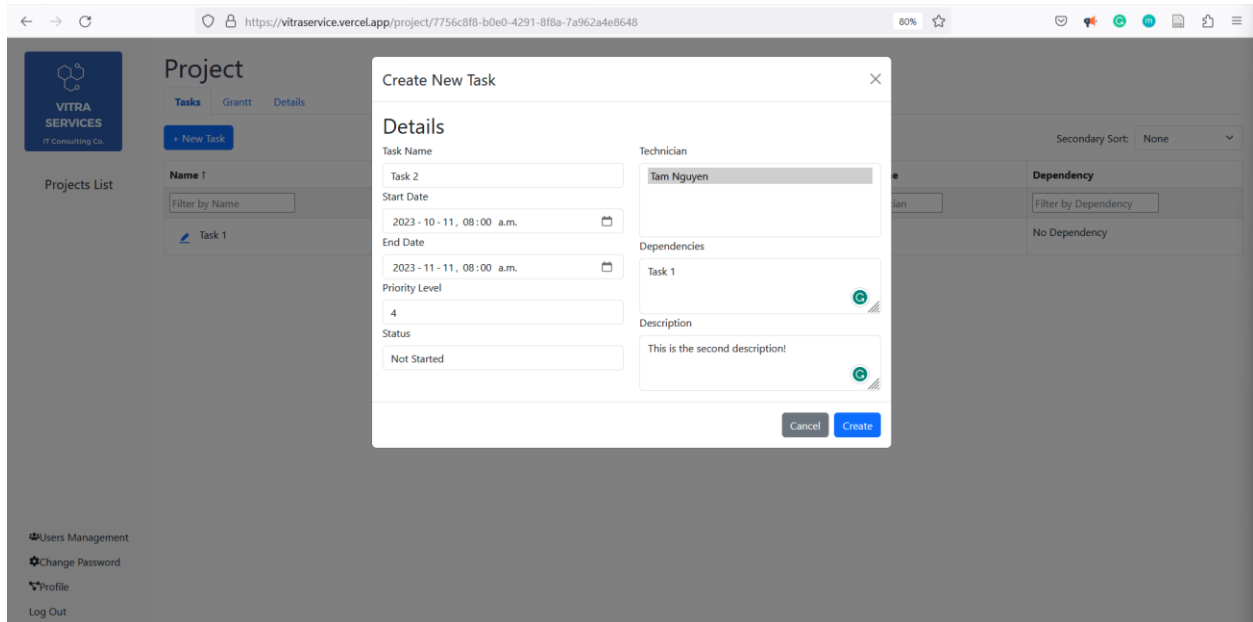 https://vitraservice.vercel.app/project/7756c8f8-b0e0-4291-8f8a-7a962a4e8648
80%
VITRA
SERVICES
IT Consulting Co.
Projects List
Users Management
Change Password
Profile
Log Out
Project
Tasks Grantt Details
+ New Task
Secondary Sort: None
Name ↑
e
Dependency
Filter by Name
ian
Filter by Dependency
Task 1
No Dependency
Create New Task
Details
Task Name
Task 2
Start Date
2023-10-11, 08:00 a.m.
End Date
2023-11-11, 08:00 a.m.
Priority Level
4
Status
Not Started
Technician
Tam Nguyen
Dependencies
Task 1
Description
This is the second description!
Cancel Create